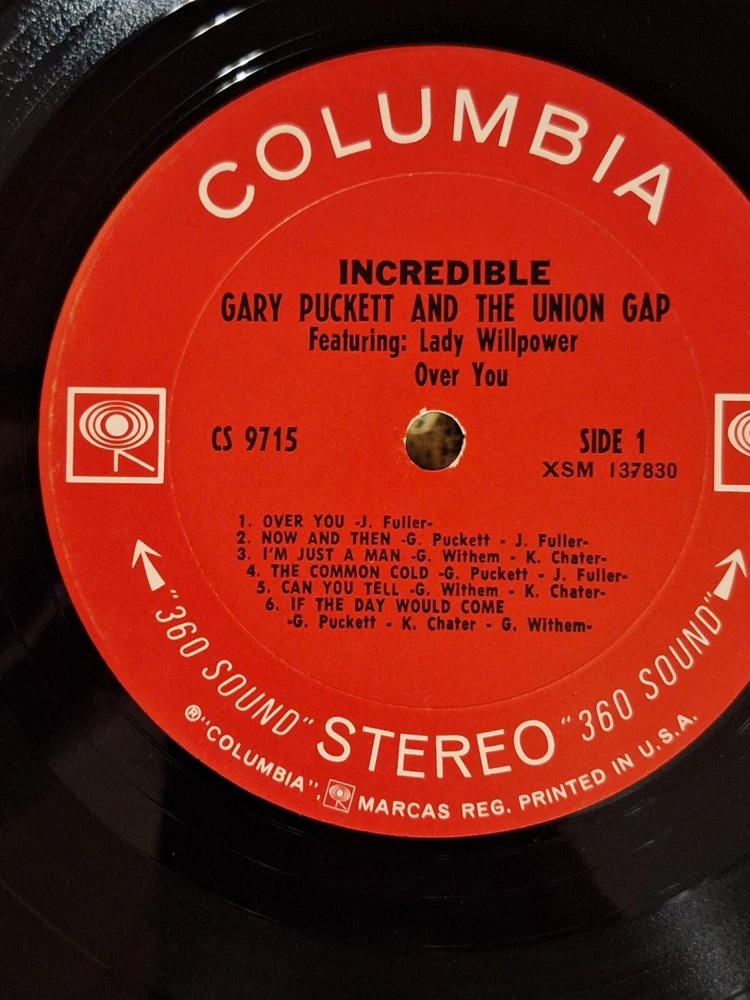 COLUMBIA
INCREDIBLE
GARY PUCKETT AND THE UNION GAP
Featuring: Lady Willpower
Over You
CS 9715
SIDE 1
XSM 137830
1. OVER YOU -J. Fuller-
2. NOW AND THEN -G. Puckett - J. Fuller-
3. I'M JUST A MAN -G. Withem - K. Chater-
4. THE COMMON COLD -G. Puckett - J. Fuller-
5. CAN YOU TELL -G. Withem - K. Chater-
6. IF THE DAY WOULD COME
-G. Puckett - K. Chater - G. Withem-
"360 SOUND" STEREO "360 SOUND"
®"COLUMBIA", MARCAS REG. PRINTED IN U.S.A.